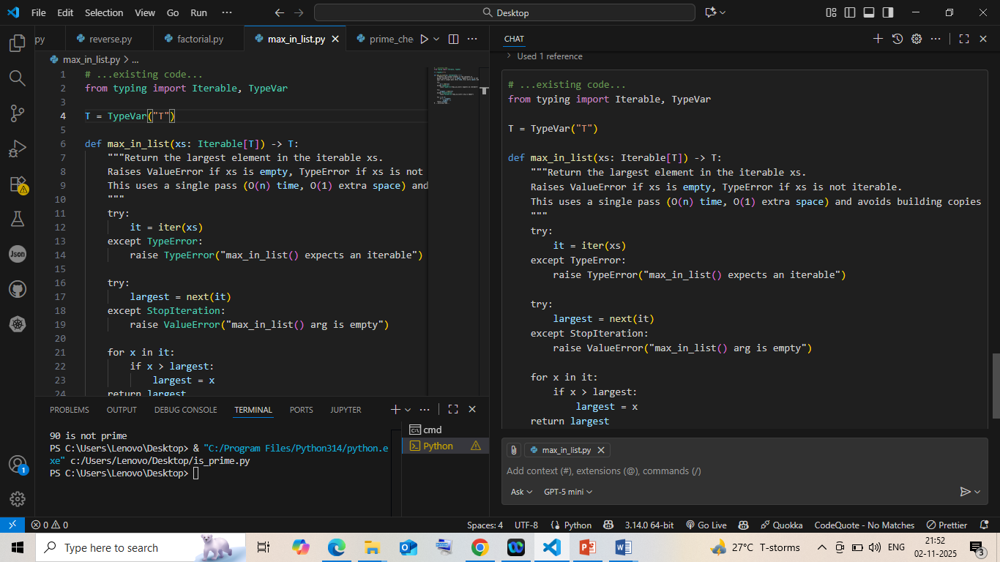 File Edit Selection View Go Run ... Desktop
py reverse.py factorial.py max_in_list.py prime_che
max_in_list.py > ...
1 # ...existing code...
2 from typing import Iterable, TypeVar
3
4 T = TypeVar("T")
5
6 def max_in_list(xs: Iterable[T]) -> T:
7 """Return the largest element in the iterable xs.
8 Raises ValueError if xs is empty, TypeError if xs is not
9 This uses a single pass (O(n) time, O(1) extra space) and
10 """
11 try:
12 it = iter(xs)
13 except TypeError:
14 raise TypeError("max_in_list() expects an iterable")
15
16 try:
17 largest = next(it)
18 except StopIteration:
19 raise ValueError("max_in_list() arg is empty")
20
21 for x in it:
22 if x > largest:
23 largest = x
24 return largest
PROBLEMS OUTPUT DEBUG CONSOLE TERMINAL PORTS JUPYTER
90 is not prime
PS C:\Users\Lenovo\Desktop> & "C:/Program Files/Python314/python.e
xe" c:/Users/Lenovo/Desktop/is_prime.py
PS C:\Users\Lenovo\Desktop>
cmd
Python
CHAT
Used 1 reference
# ...existing code...
from typing import Iterable, TypeVar
T = TypeVar("T")
def max_in_list(xs: Iterable[T]) -> T:
"""Return the largest element in the iterable xs.
Raises ValueError if xs is empty, TypeError if xs is not iterable.
This uses a single pass (O(n) time, O(1) extra space) and avoids building copies
"""
try:
it = iter(xs)
except TypeError:
raise TypeError("max_in_list() expects an iterable")
try:
largest = next(it)
except StopIteration:
raise ValueError("max_in_list() arg is empty")
for x in it:
if x > largest:
largest = x
return largest
max_in_list.py
Add context (#), extensions (@), commands (/)
Ask GPT-5 mini
Json
1
0 0 Spaces: 4 UTF-8 Python 3.14.0 64-bit Go Live Quokka CodeQuote - No Matches Prettier
Type here to search 27°C T-storms ENG 21:52
02-11-2025 3